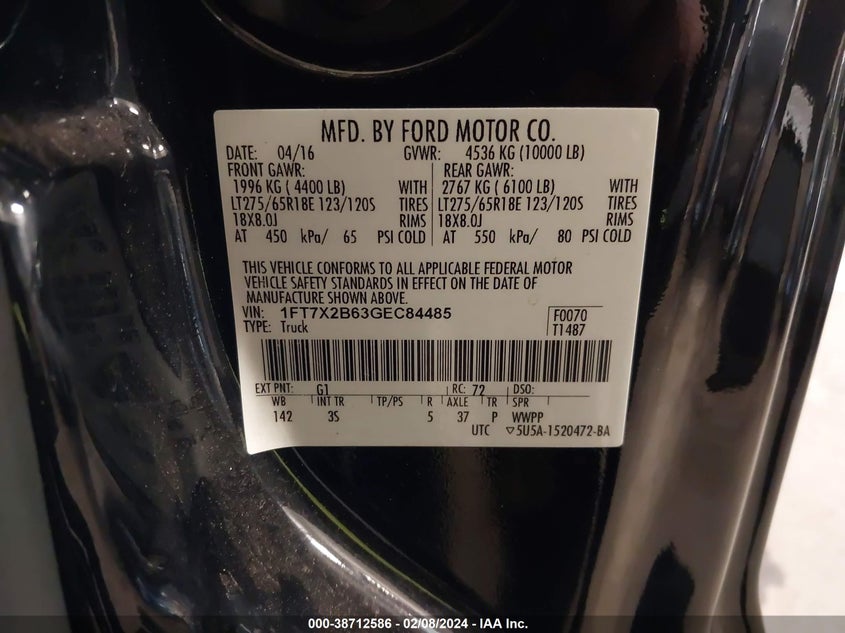 MFD. BY FORD MOTOR CO.
DATE: 04/16 GVWR: 4536 KG (10000 LB)
FRONT GAWR: REAR GAWR:
1996 KG ( 4400 LB) WITH 2767 KG ( 6100 LB) WITH
LT275/65R18E 123/120S TIRES LT275/65R18E 123/120S TIRES
18X8.0J RIMS 18X8.0J RIMS
AT 450 kPa/ 65 PSI COLD AT 550 kPa/ 80 PSI COLD
THIS VEHICLE CONFORMS TO ALL APPLICABLE FEDERAL MOTOR
VEHICLE SAFETY STANDARDS IN EFFECT ON THE DATE OF
MANUFACTURE SHOWN ABOVE.
VIN: 1FT7X2B63GEC84485 F0070
TYPE: Truck T1487
EXT PNT: G1 RC: 72 DSO:
WB INT TR TP/PS R AXLE TR SPR
142 3S 5 37 P WWPP
UTC ▽5U5A-1520472-BA
000-38712586 - 02/08/2024 - IAA Inc.